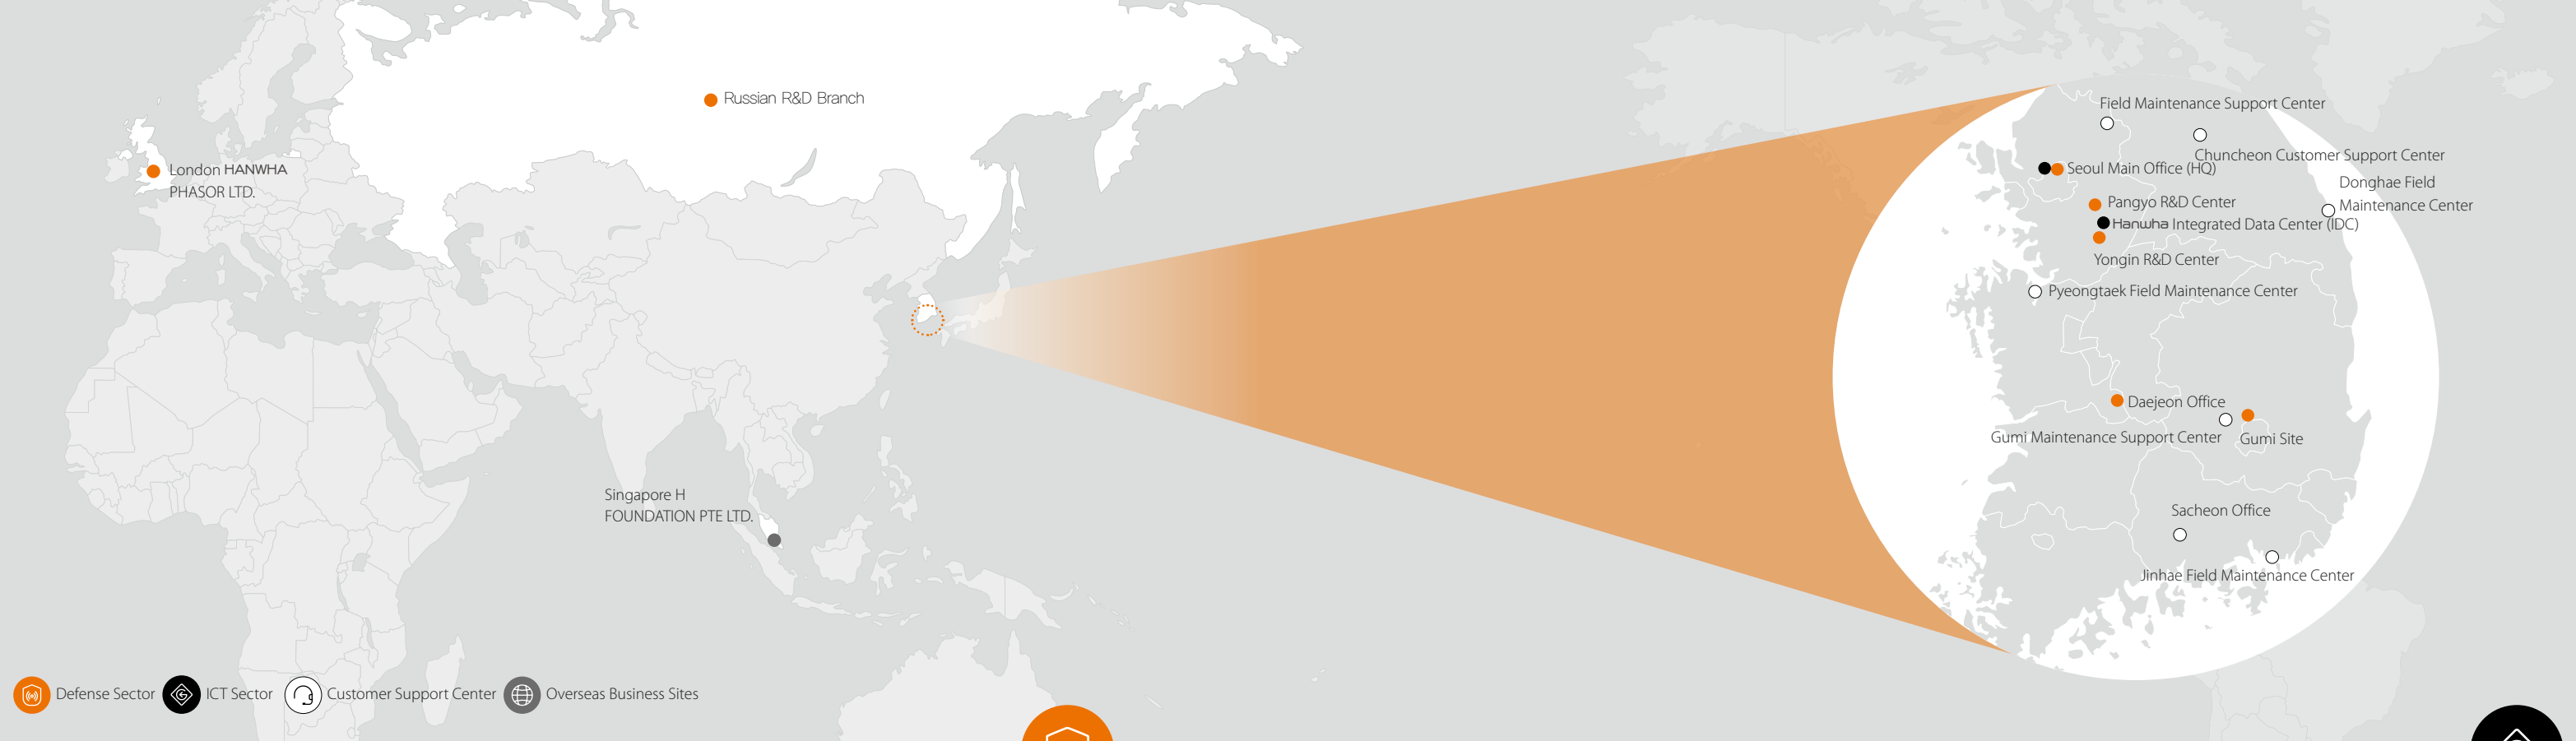 Russian R&D Branch
London HANWHA
PHASOR LTD.
Singapore H
FOUNDATION PTE LTD.
Field Maintenance Support Center
Chuncheon Customer Support Center
Seoul Main Office (HQ)
Donghae Field
Maintenance Center
Pangyo R&D Center
Hanwha Integrated Data Center (IDC)
Yongin R&D Center
Pyeongtaek Field Maintenance Center
Daejeon Office
Gumi Maintenance Support Center
Gumi Site
Sacheon Office
Jinhae Field Maintenance Center
Defense Sector
ICT Sector
Customer Support Center
Overseas Business Sites